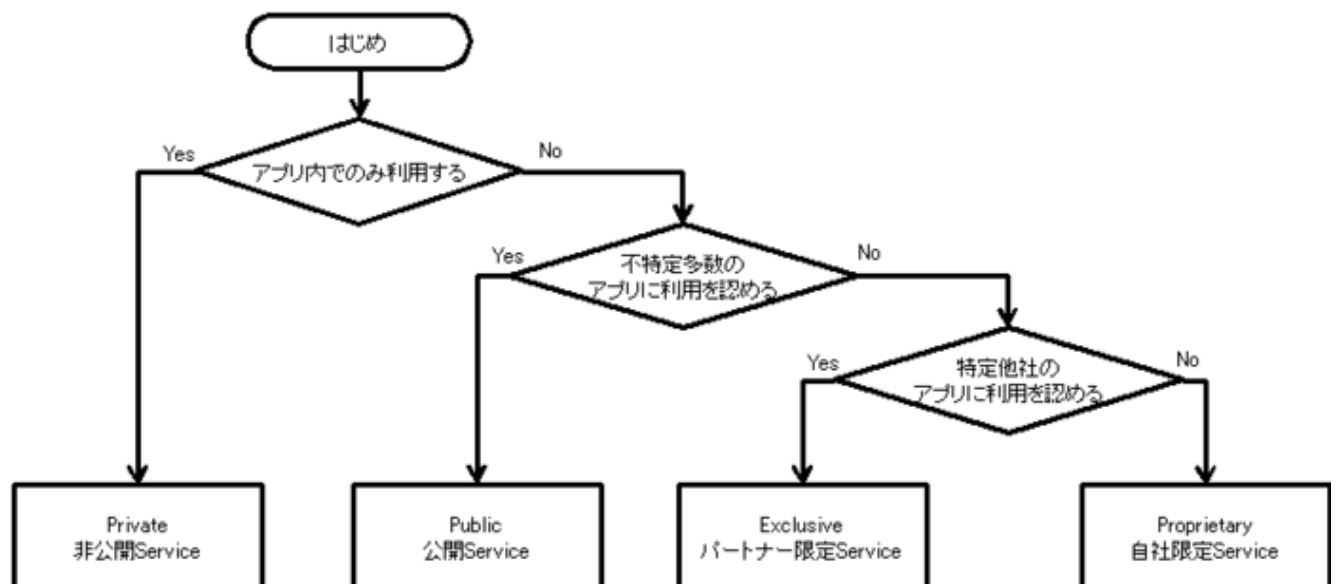 はじめ
Yes
アプリ内でのみ利用する
No
Yes
不特定多数の
アプリに利用を認める
No
Yes
特定他社の
アプリに利用を認める
No
Private
非公開Service
Public
公開Service
Exclusive
パートナー限定Service
Proprietary
自社限定Service